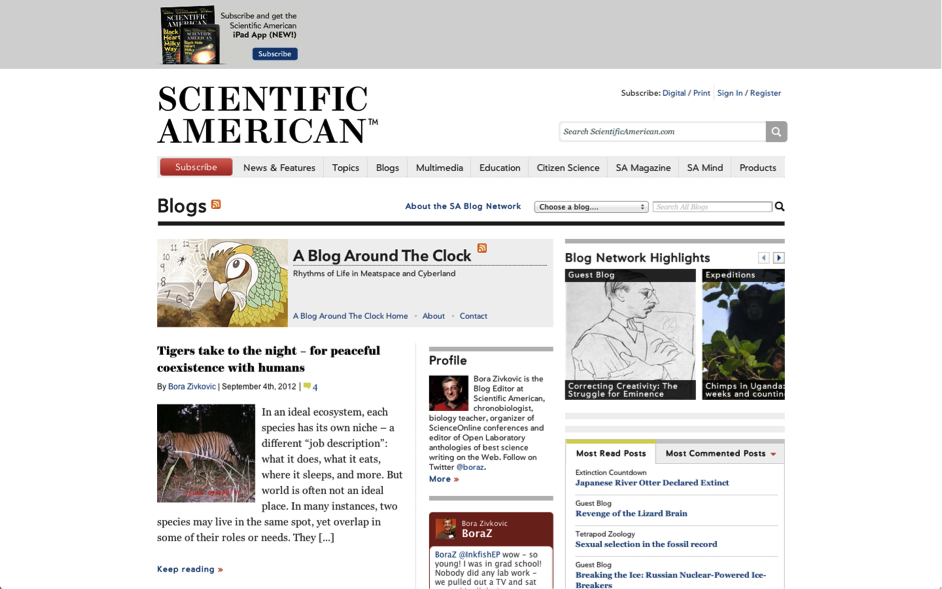 SCIENTIFIC
AMERICAN
Black
Heart
Milky
Way
Subscribe and get the
Scientific American
iPad App (NEW!)
Subscribe
SCIENTIFIC
AMERICAN™
Subscribe: Digital / Print | Sign In / Register
Search ScientificAmerican.com
Subscribe
News & Features
Topics
Blogs
Multimedia
Education
Citizen Science
SA Magazine
SA Mind
Products
Blogs
About the SA Blog Network
Choose a blog....
Search All Blogs
A Blog Around The Clock
Rhythms of Life in Meatspace and Cyberland
A Blog Around The Clock Home • About • Contact
Tigers take to the night – for peaceful
coexistence with humans
By Bora Zivkovic | September 4th, 2012 | 4
In an ideal ecosystem, each
species has its own niche – a
different “job description”:
what it does, what it eats,
where it sleeps, and more. But
world is often not an ideal
place. In many instances, two
species may live in the same spot, yet overlap in
some of their roles or needs. They [...]
Keep reading »
Profile
Bora Zivkovic is the
Blog Editor at
Scientific American,
chronobiologist,
biology teacher, organizer of
ScienceOnline conferences and
editor of Open Laboratory
anthologies of best science
writing on the Web. Follow on
Twitter @boraz.
More »
Bora Zivkovic
BoraZ
BoraZ @InkfishEP wow – so
young! I was in grad school!
Nobody did any lab work –
we pulled out a TV and sat
Blog Network Highlights
Guest Blog
Correcting Creativity: The
Struggle for Eminence
Expeditions
Chimps in Uganda:
weeks and countin
Most Read Posts
Most Commented Posts
Extinction Countdown
Japanese River Otter Declared Extinct
Guest Blog
Revenge of the Lizard Brain
Tetrapod Zoology
Sexual selection in the fossil record
Guest Blog
Breaking the Ice: Russian Nuclear-Powered Ice-
Breakers